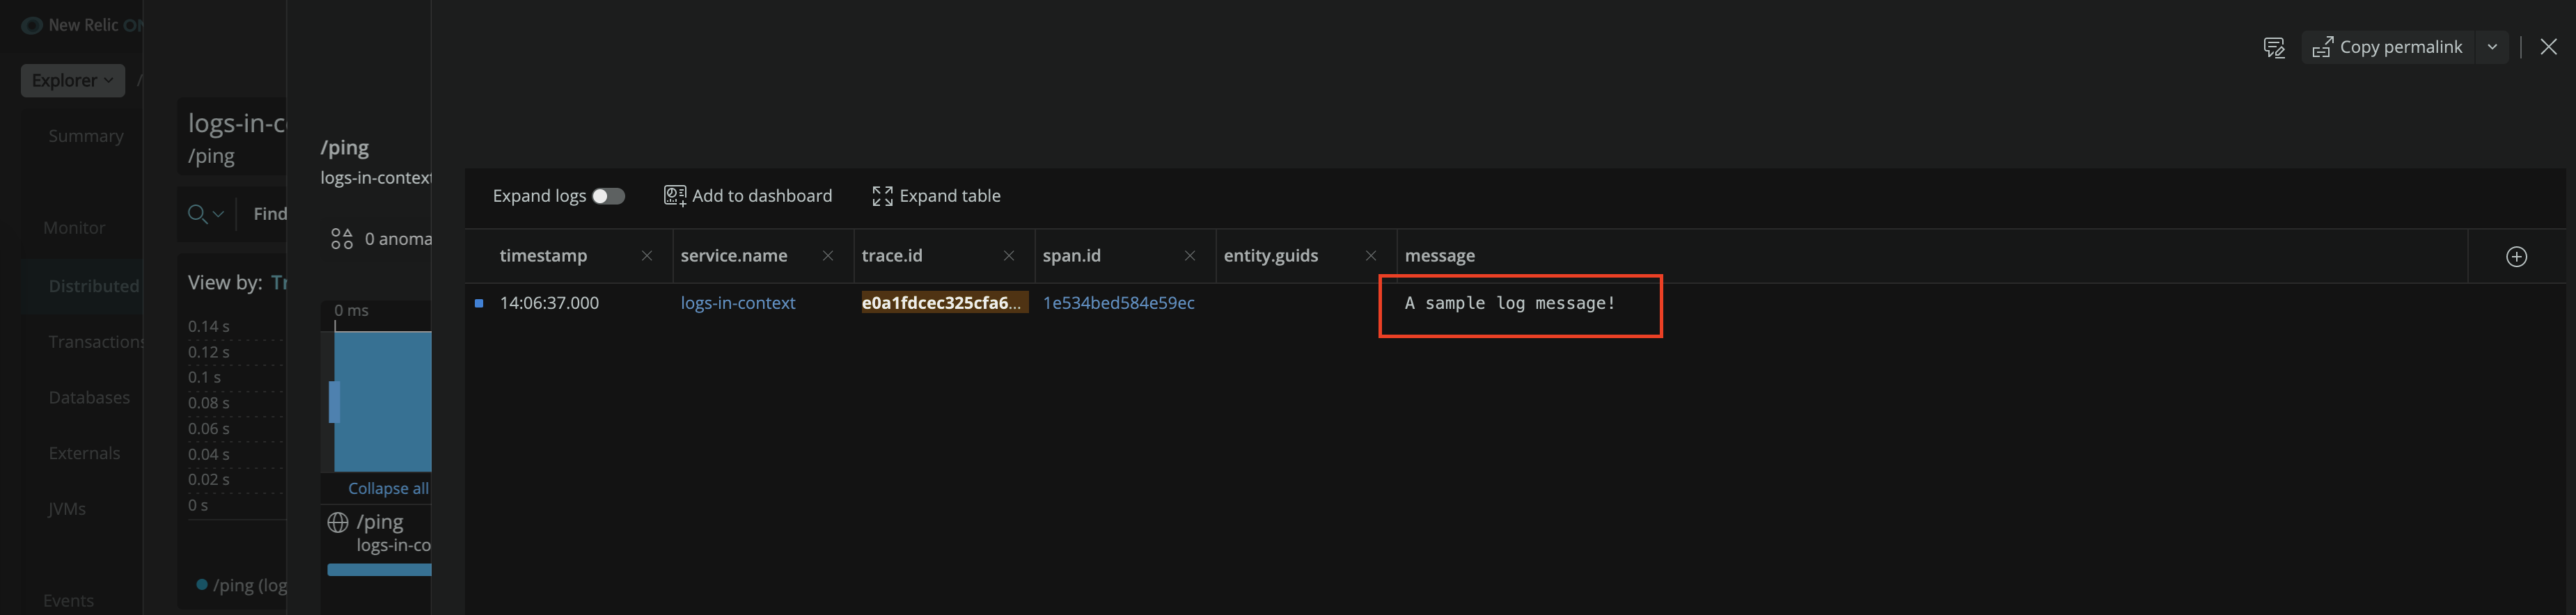 New Relic ON
Explorer
/
Summary
Monitor
Distributed
Transactions
Databases
Externals
JVMs
Events
logs-in-c
/ping
Find
View by: Tr
0.14 s
0.12 s
0.1 s
0.08 s
0.06 s
0.04 s
0.02 s
0 s
/ping (log
/ping
logs-in-context
0 anoma
0 ms
Collapse all
/ping
logs-in-co
Copy permalink
Expand logs
Add to dashboard
Expand table
timestamp service.name trace.id span.id entity.guids message
14:06:37.000 logs-in-context e0a1fdcec325cfa6... 1e534bed584e59ec A sample log message!